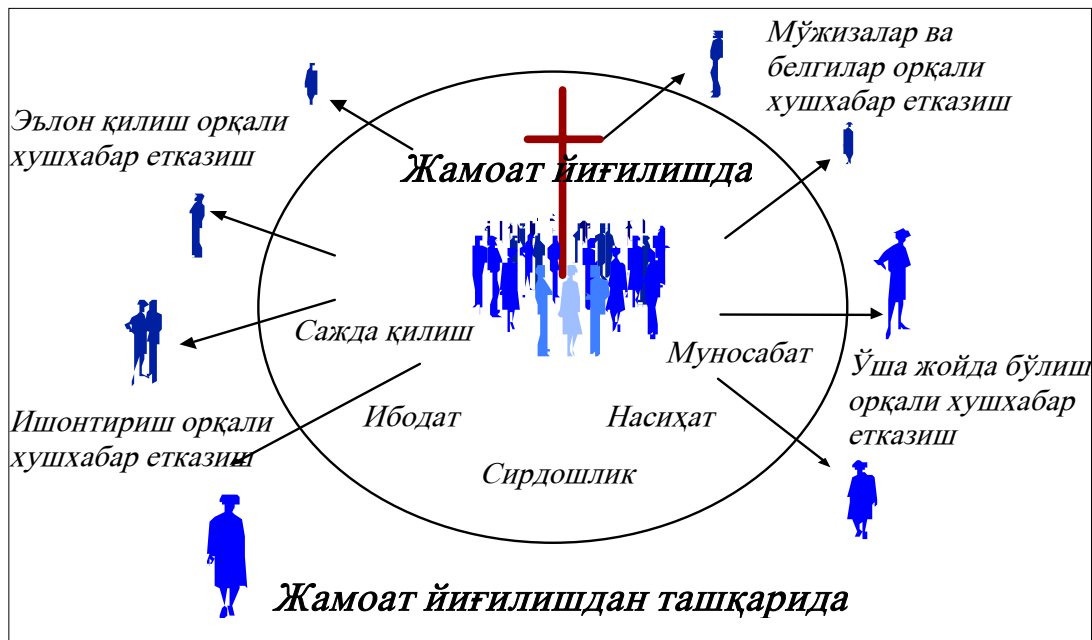 Мўжизалар ва
белгилар орқали
хушхабар етказиш
Эълон қилиш орқали
хушхабар етказиш
Жамоат йиғилишда
Сажда қилиш
Муносабат
Ўша жойда бўлиш
орқали хушхабар
етказиш
Ишонтириш орқали
хушхабар етказиш
Ибодат
Насиҳат
Сирдошлик
Жамоат йиғилишдан ташқарида